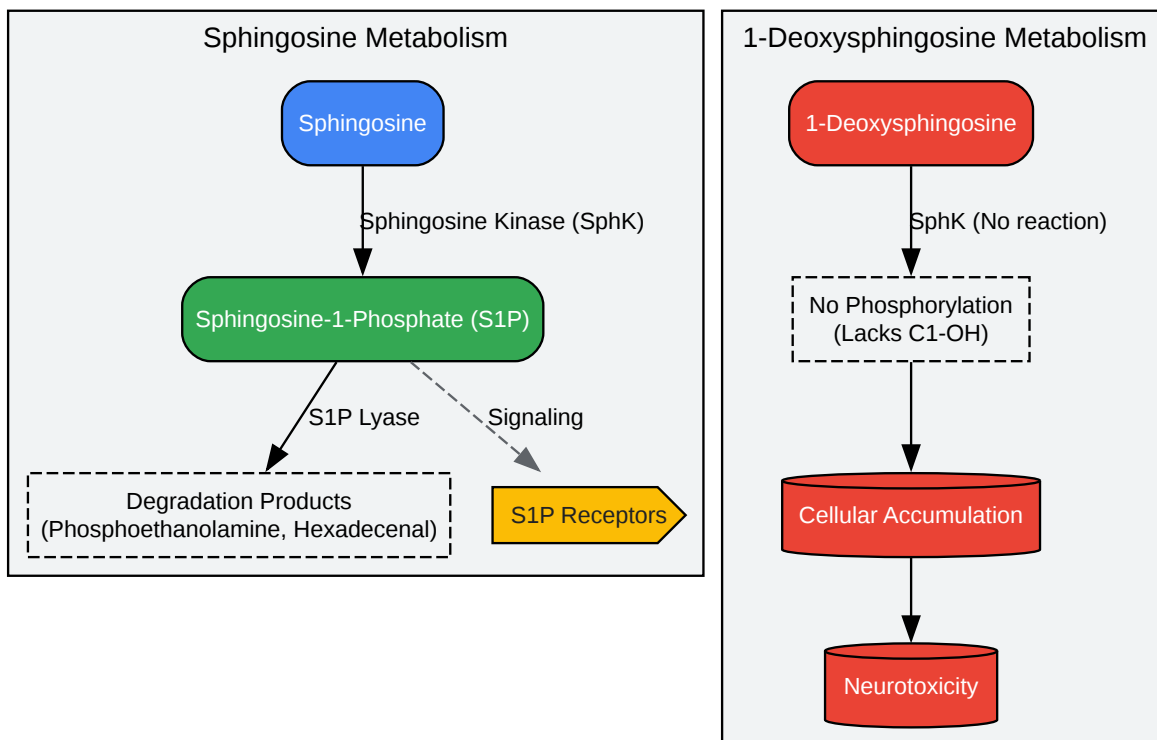 Sphingosine Metabolism
Sphingosine
Sphingosine Kinase (SphK)
Sphingosine-1-Phosphate (S1P)
S1P Lyase
Signaling
Degradation Products
(Phosphoethanolamine, Hexadecenal)
S1P Receptors
1-Deoxysphingosine Metabolism
1-Deoxysphingosine
SphK (No reaction)
No Phosphorylation
(Lacks C1-OH)
Cellular Accumulation
Neurotoxicity